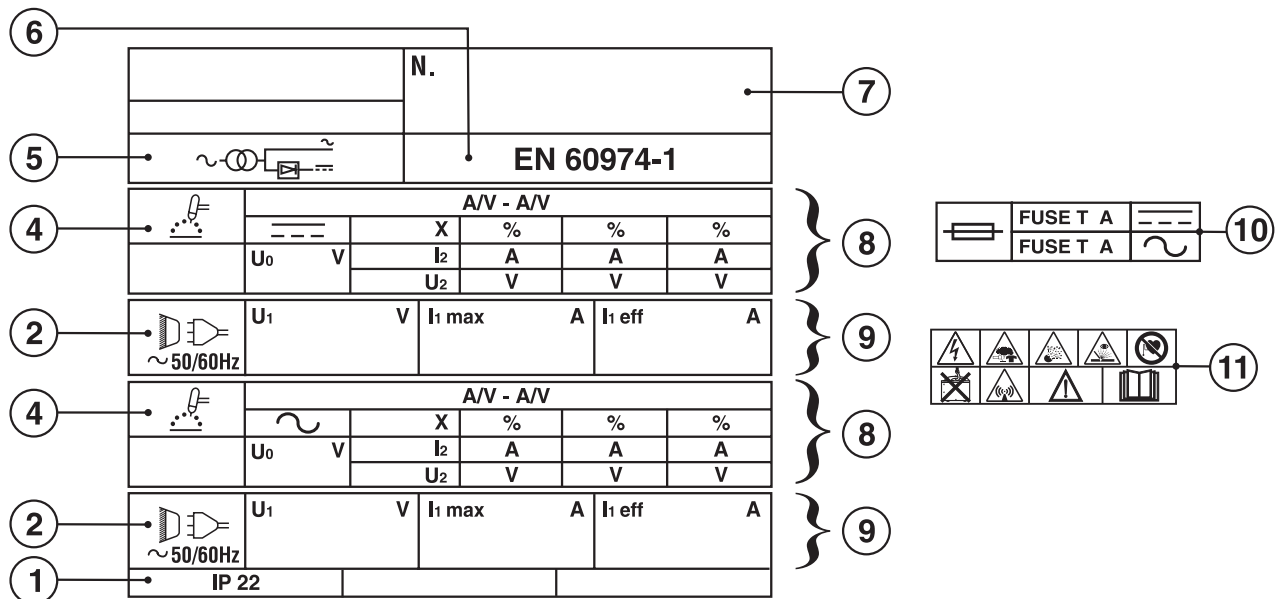 6
N.
7
5
EN 60974-1
4
A/V - A/V
X % % %
U0 V I2 A A A
U2 V V V
8
FUSE T A
FUSE T A
10
2
~ 50/60Hz
U1 V I1 max A I1 eff A
9
11
4
A/V - A/V
X % % %
U0 V I2 A A A
U2 V V V
8
2
~ 50/60Hz
U1 V I1 max A I1 eff A
9
1
IP 22